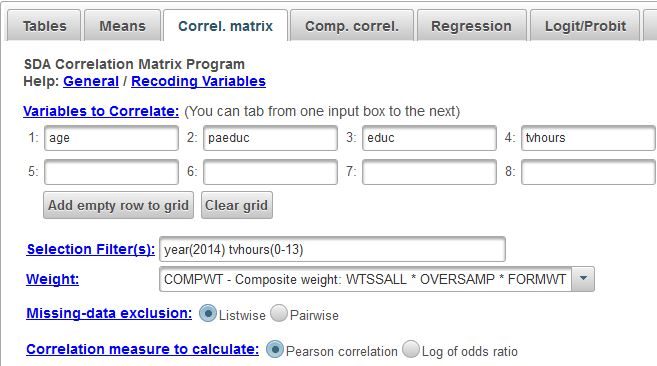 Tables Means Correl. matrix Comp. correl. Regression Logit/Probit
SDA Correlation Matrix Program
Help: General / Recoding Variables
Variables to Correlate: (You can tab from one input box to the next)
1: age 2: paeduc 3: educ 4: tvhours
5: 6: 7: 8:
Add empty row to grid Clear grid
Selection Filter(s): year(2014) tvhours(0-13)
Weight: COMPWT - Composite weight: WTSSALL * OVERSAMP * FORMWT
Missing-data exclusion: Listwise Pairwise
Correlation measure to calculate: Pearson correlation Log of odds ratio